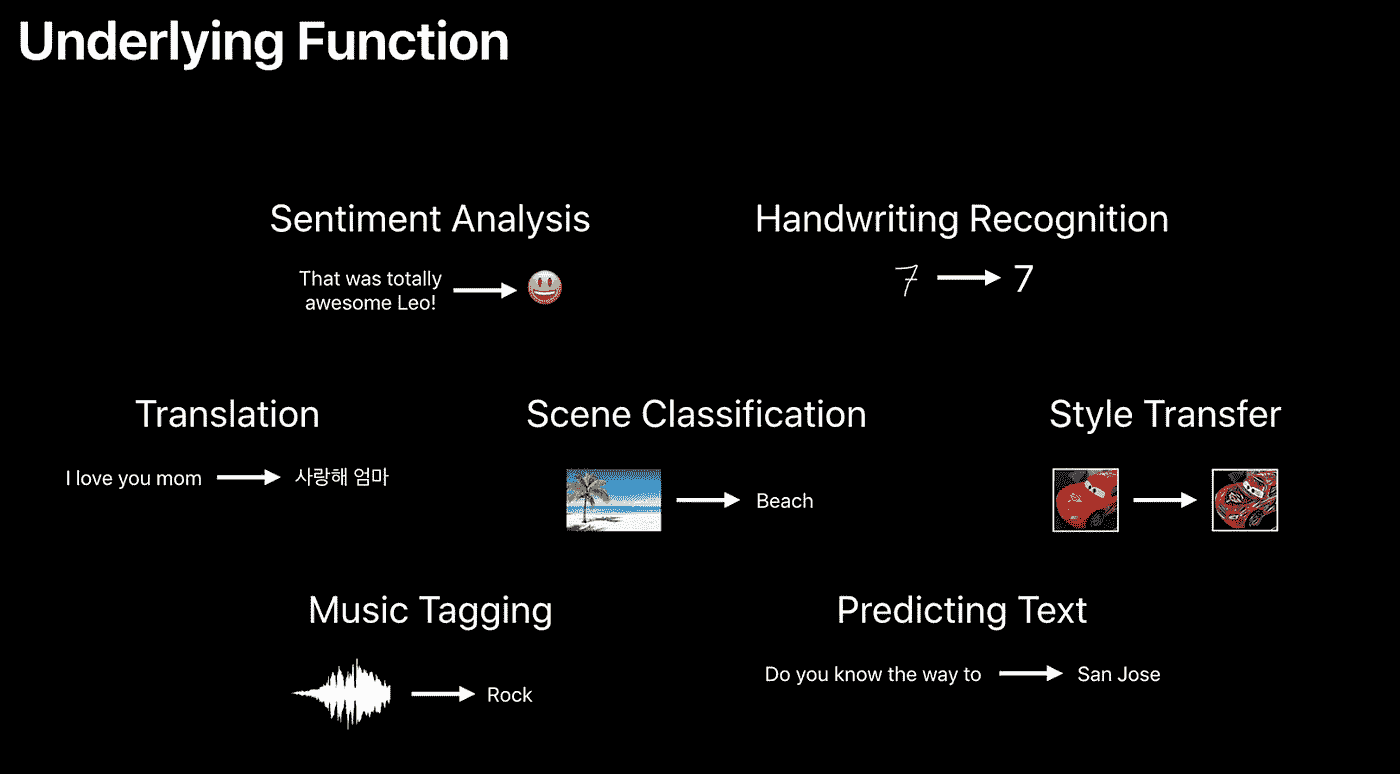 Underlying Function
Sentiment Analysis
That was totally
awesome Leo!
Handwriting Recognition
7 7
Translation
I love you mom 사랑해 엄마
Scene Classification
Beach
Style Transfer
Music Tagging
Rock
Predicting Text
Do you know the way to San Jose